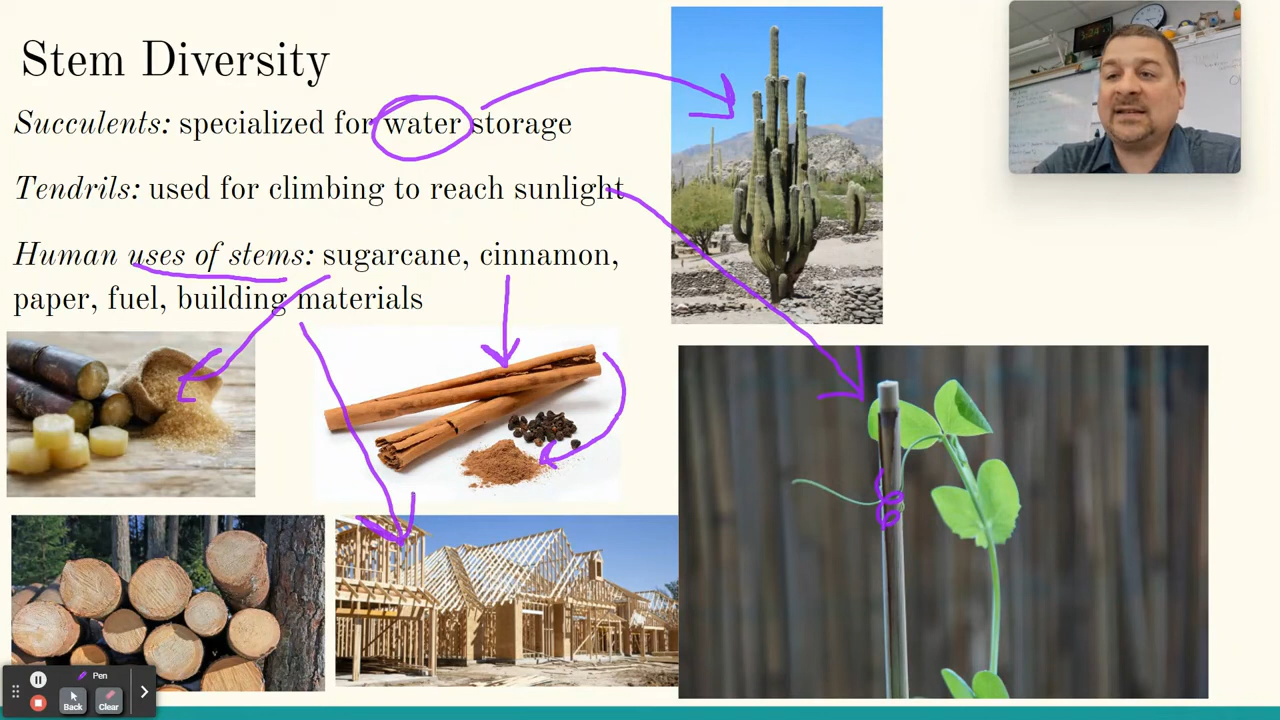 Stem Diversity
Succulents: specialized for water storage
Tendrils: used for climbing to reach sunlight
Human uses of stems: sugarcane, cinnamon,
paper, fuel, building materials
Pen
Back
Clear